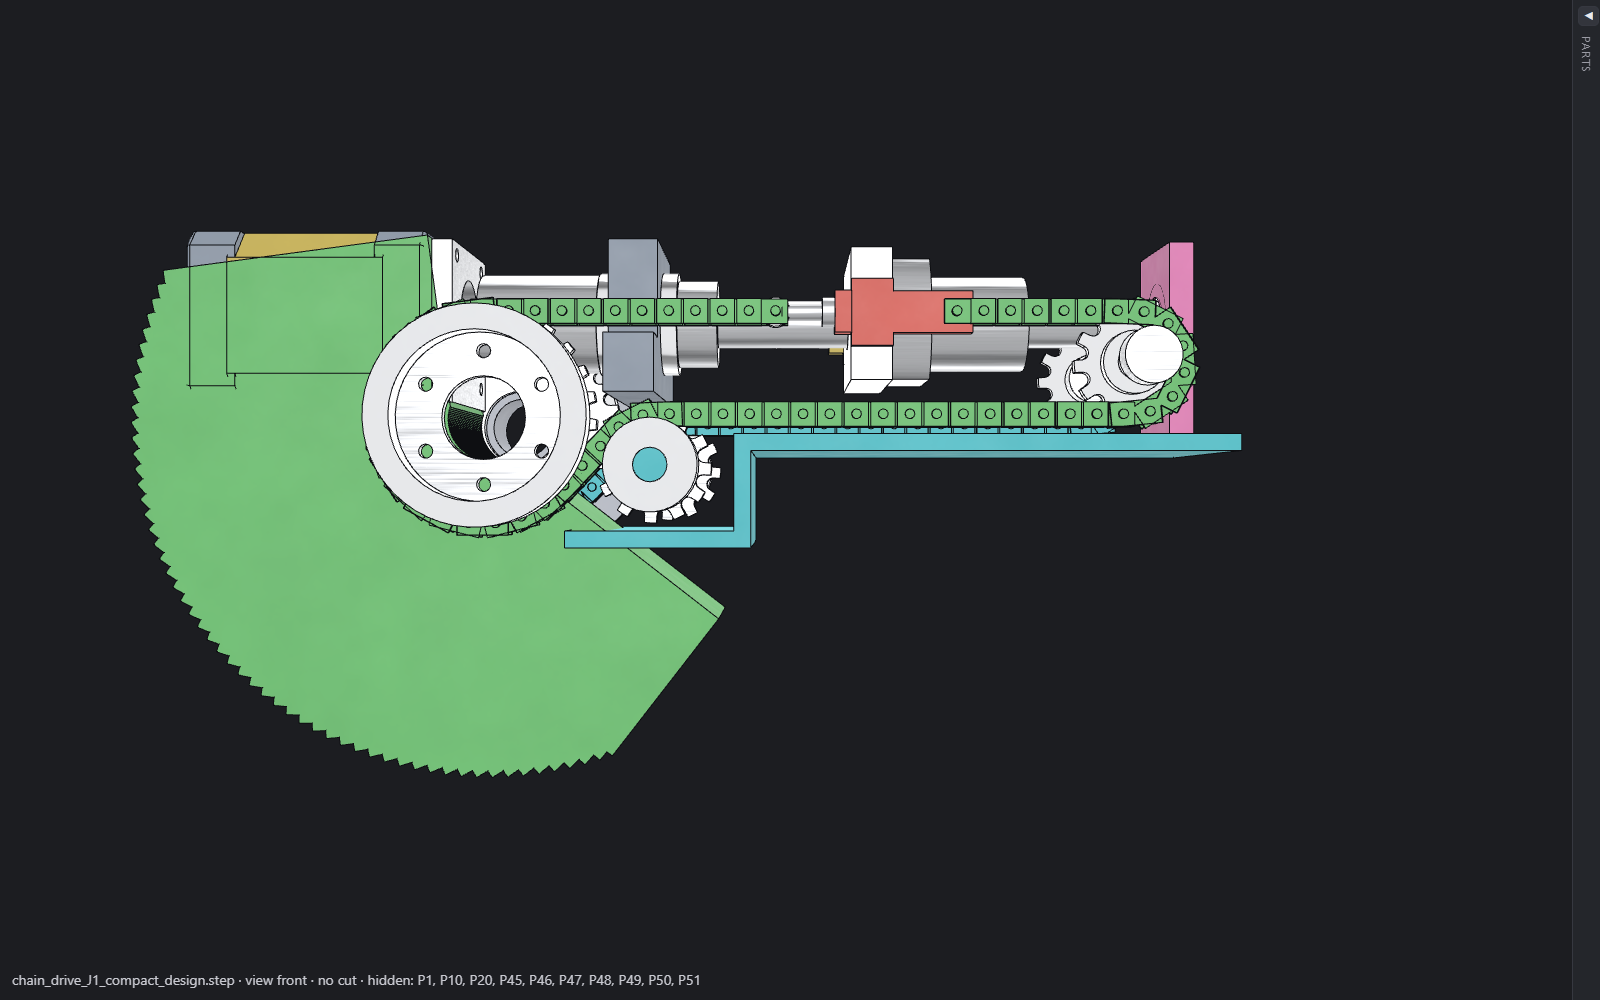 PARTS
chain_drive_J1_compact_design.step · view front · no cut · hidden: P1, P10, P20, P45, P46, P47, P48, P49, P50, P51